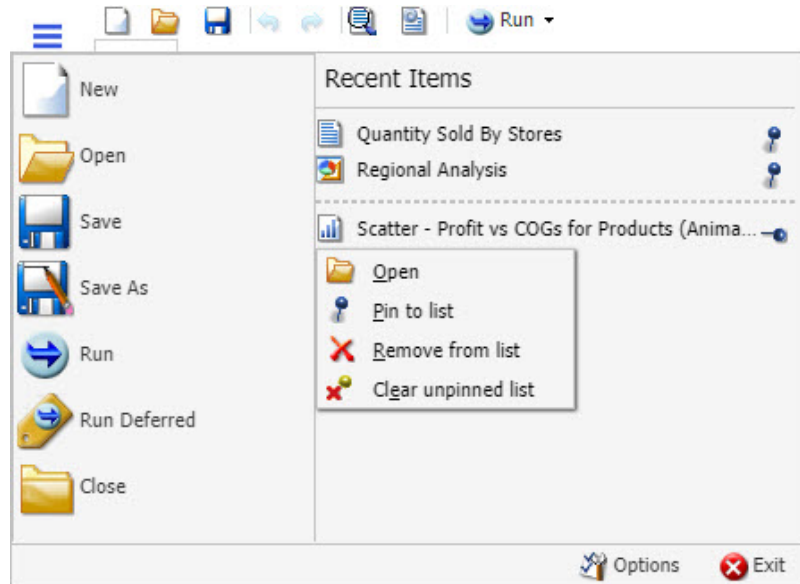 Run
New
Open
Save
Save As
Run
Run Deferred
Close
Recent Items
Quantity Sold By Stores
Regional Analysis
Scatter - Profit vs COGs for Products (Anima...
Open
Pin to list
Remove from list
Clear unpinned list
Options
Exit